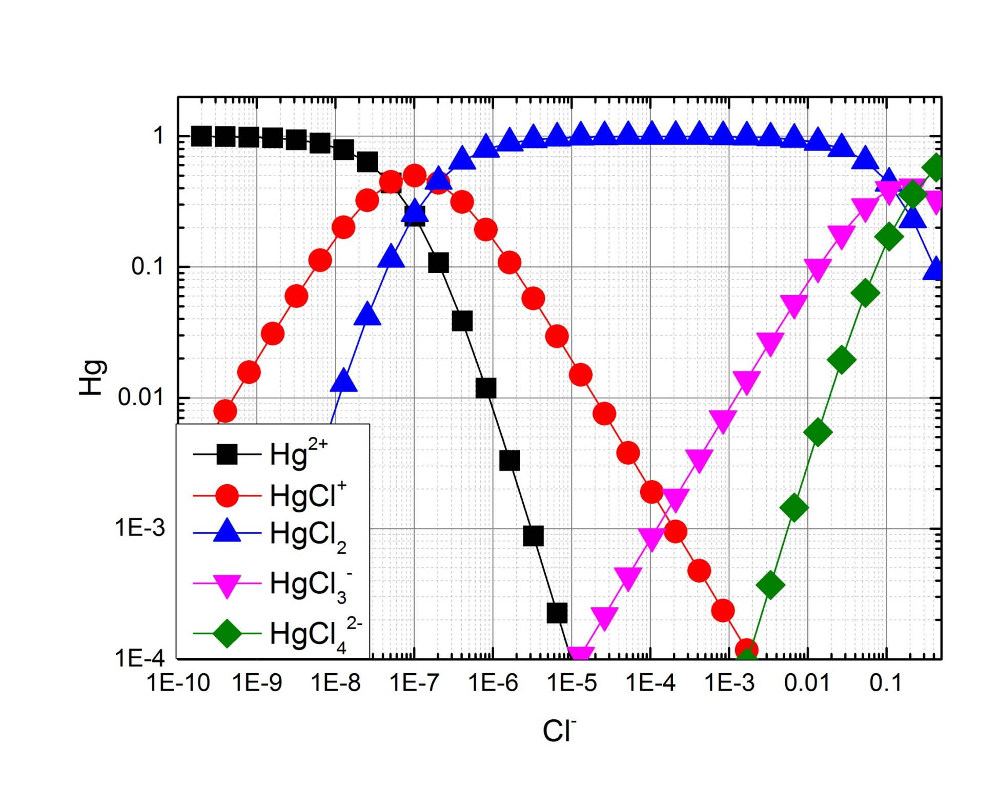 1
0.1
0.01
1E-3
1E-4
Hg
Hg²⁺
HgCl⁺
HgCl₂
HgCl₃⁻
HgCl₄²⁻
1E-10 1E-9 1E-8 1E-7 1E-6 1E-5 1E-4 1E-3 0.01 0.1
Cl⁻